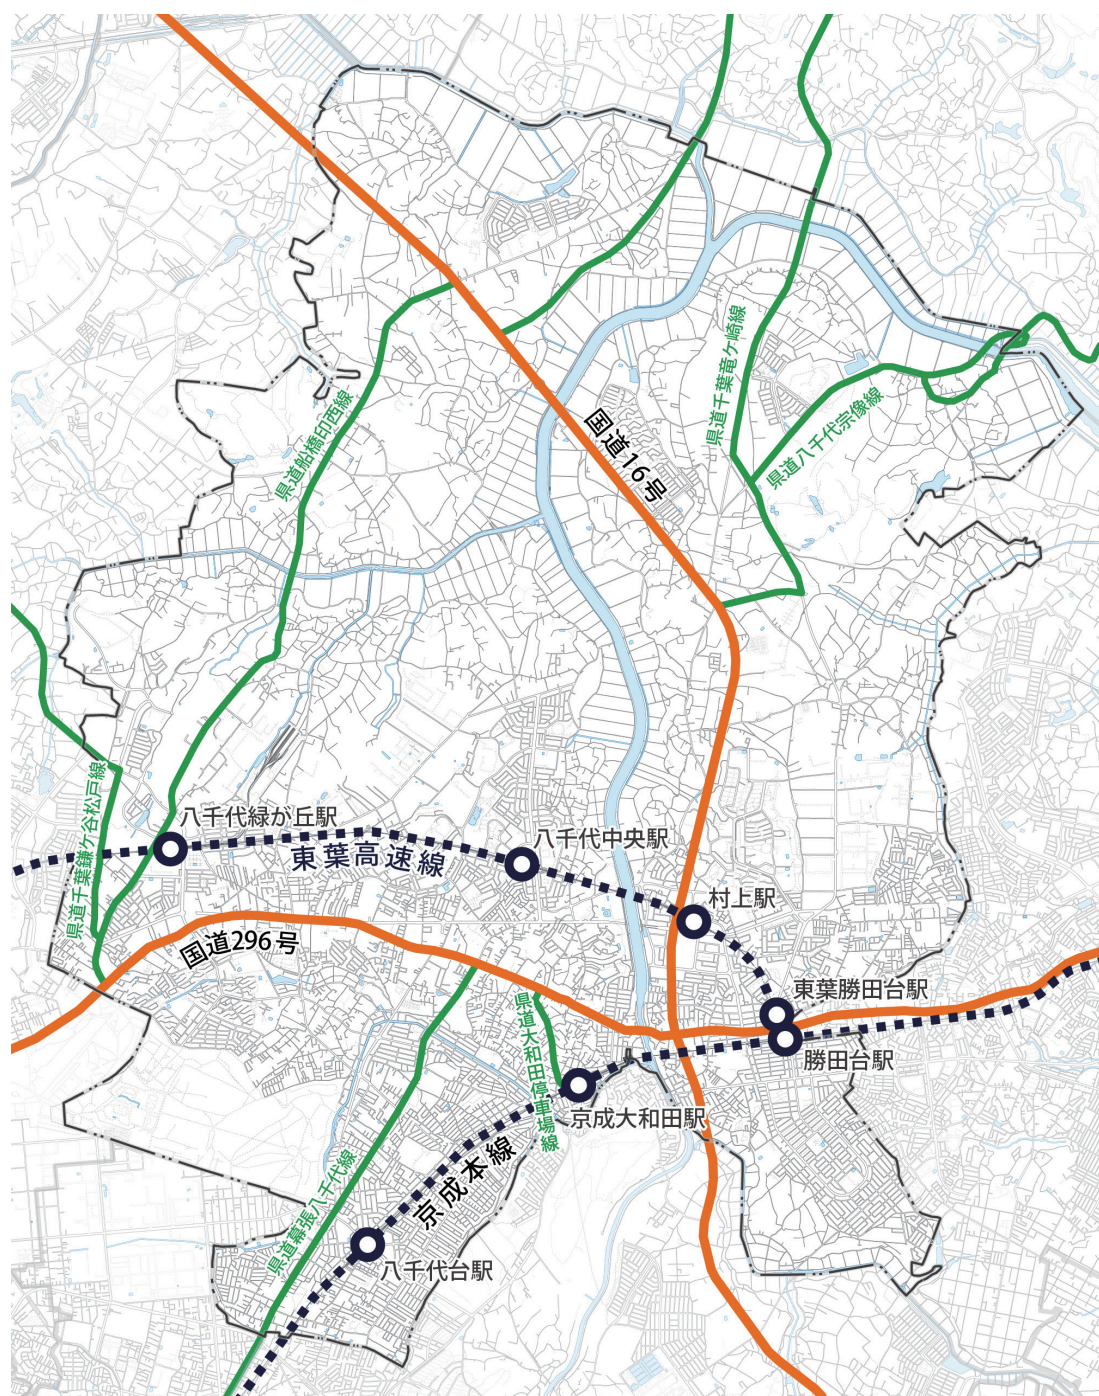 県道千葉竜ケ崎線
県道船橋印西線
国道16号
県道八千代宗像線
県道千葉鎌ケ谷松戸線
八千代緑が丘駅
東葉高速線
八千代中央駅
村上駅
国道296号
東葉勝田台駅
県道大和田停車場線
勝田台駅
京成大和田駅
京成本線
県道幕張八千代線
八千代台駅